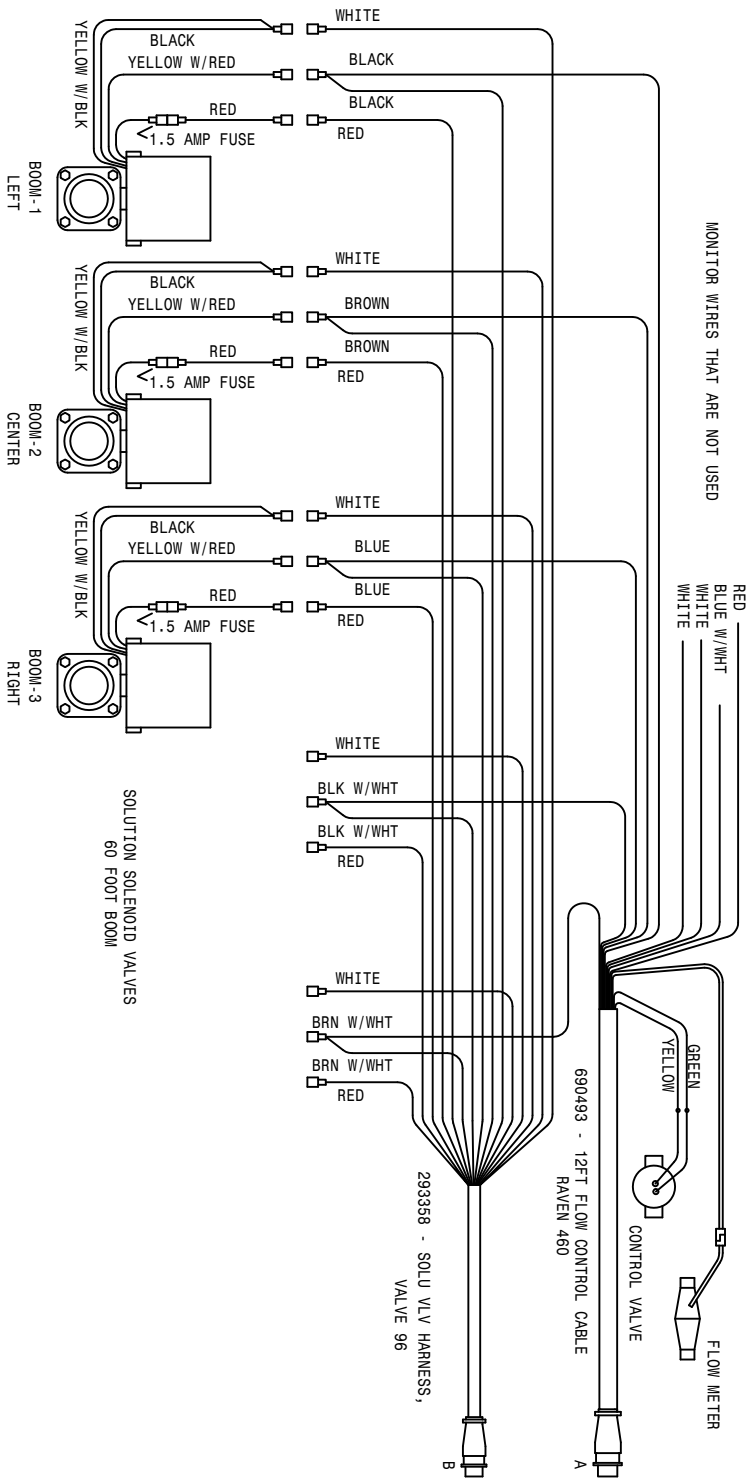 WHITE
BLACK
BLACK
RED
BLACK
YELLOW W/RED
YELLOW W/BLK
RED
<1.5 AMP FUSE
BOOM-1
LEFT
WHITE
BROWN
BROWN
RED
BLACK
YELLOW W/RED
YELLOW W/BLK
RED
<1.5 AMP FUSE
BOOM-2
CENTER
WHITE
BLUE
BLUE
RED
BLACK
YELLOW W/RED
YELLOW W/BLK
RED
<1.5 AMP FUSE
BOOM-3
RIGHT
MONITOR WIRES THAT ARE NOT USED
RED
BLUE W/WHT
WHITE
WHITE
WHITE
BLK W/WHT
BLK W/WHT
RED
SOLUTION SOLENOID VALVES
60 FOOT BOOM
WHITE
BRN W/WHT
BRN W/WHT
RED
GREEN
YELLOW
CONTROL VALVE
FLOW METER
690493 - 12FT FLOW CONTROL CABLE
RAVEN 460
293358 - SOLU VLV HARNESS,
VALVE 96
A
B